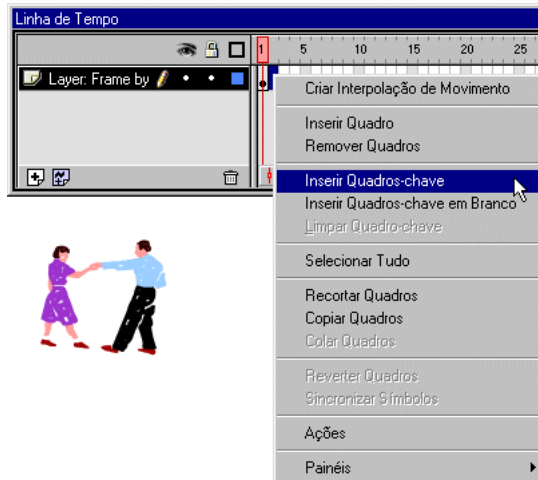 Linha de Tempo
1 5 10 15 20 25
Layer: Frame by
Criar Interpolação de Movimento
Inserir Quadro
Remover Quadros
Inserir Quadros-chave
Inserir Quadros-chave em Branco
Limpar Quadro-chave
Selecionar Tudo
Recortar Quadros
Copiar Quadros
Colar Quadros
Reverter Quadros
Sincronizar Símbolos
Ações
Painéis